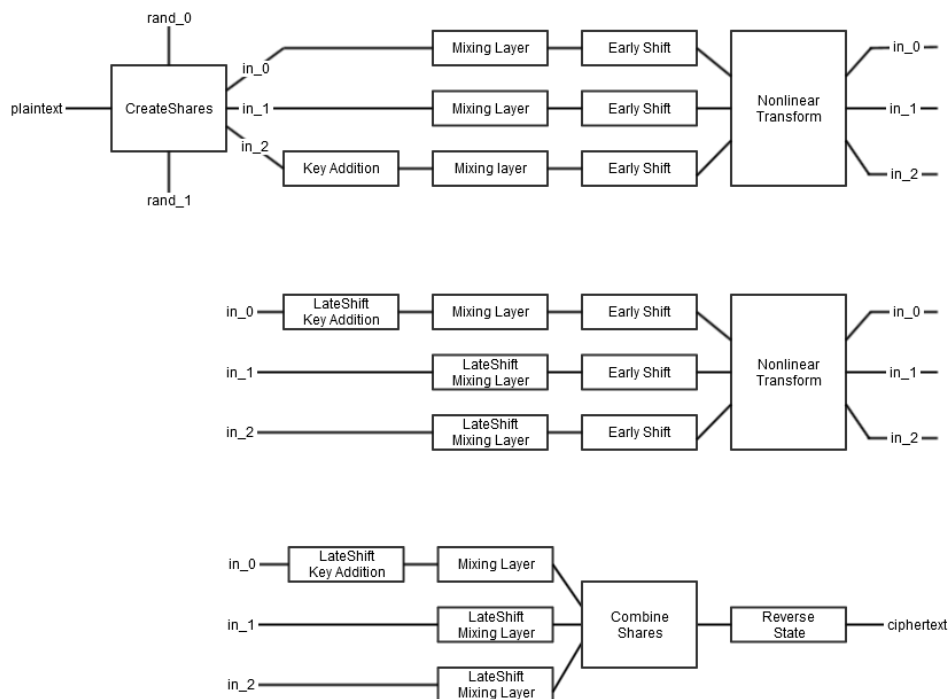 rand_0
plaintext
CreateShares
rand_1
in_0
in_1
in_2
Mixing Layer
Early Shift
Mixing Layer
Early Shift
Key Addition
Mixing layer
Early Shift
Nonlinear
Transform
in_0
in_1
in_2
in_0
LateShift
Key Addition
Mixing Layer
Early Shift
in_1
LateShift
Mixing Layer
Early Shift
in_2
LateShift
Mixing Layer
Early Shift
Nonlinear
Transform
in_0
in_1
in_2
in_0
LateShift
Key Addition
Mixing Layer
in_1
LateShift
Mixing Layer
in_2
LateShift
Mixing Layer
Combine
Shares
Reverse
State
ciphertext